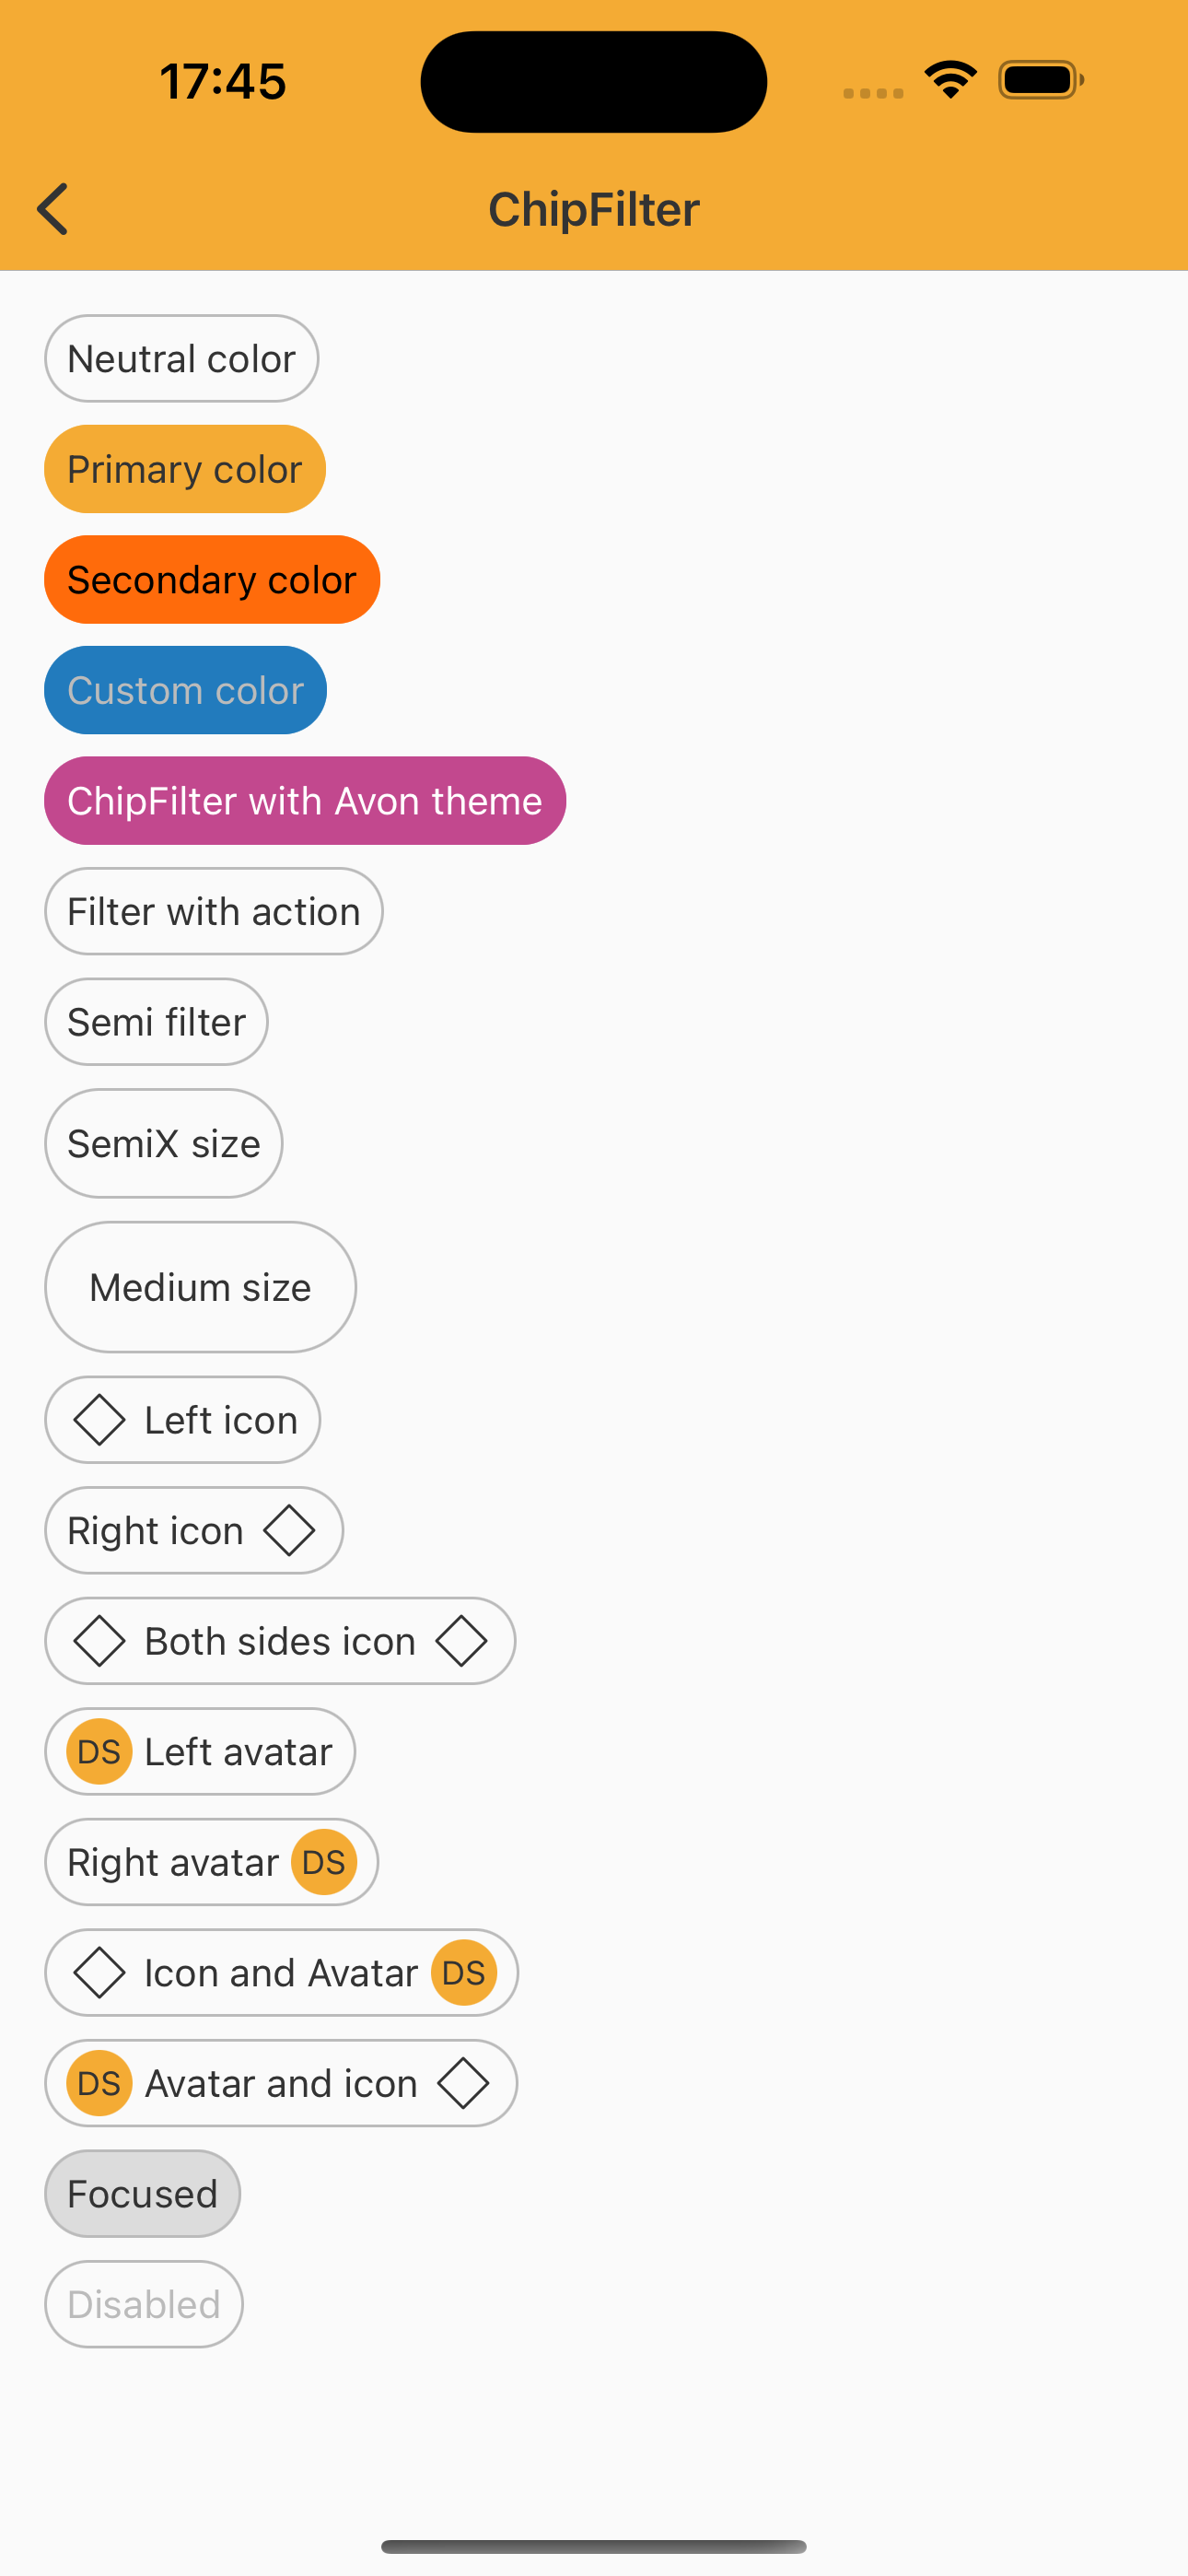 17:45
ChipFilter
Neutral color
Primary color
Secondary color
Custom color
ChipFilter with Avon theme
Filter with action
Semi filter
SemiX size
Medium size
Left icon
Right icon
Both sides icon
DS Left avatar
Right avatar DS
Icon and Avatar DS
DS Avatar and icon
Focused
Disabled